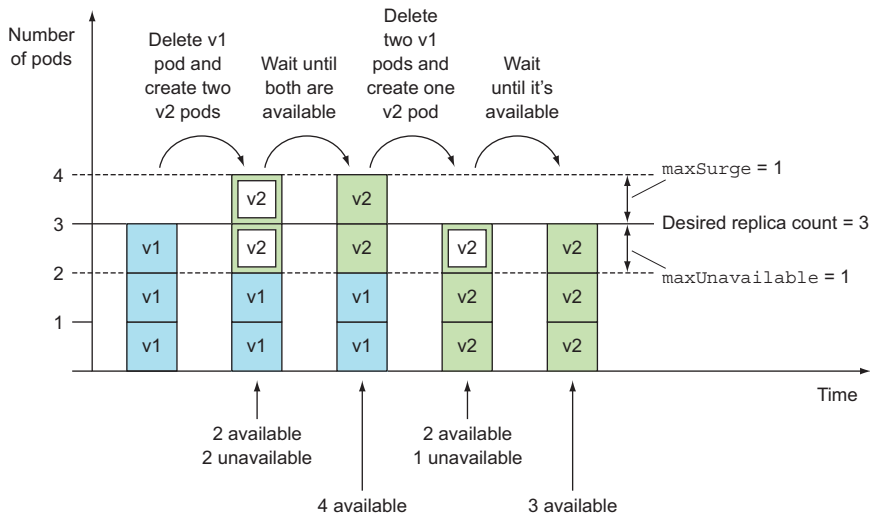 Number
of pods
Delete v1
pod and
create two
v2 pods
Wait until
both are
available
Delete
two v1
pods and
create one
v2 pod
Wait
until it's
available
4
3
2
1
v1
v1
v1
v2
v2
v1
v1
v2
v2
v1
v1
v2
v2
v2
v2
v2
v2
maxSurge = 1
Desired replica count = 3
maxUnavailable = 1
Time
2 available
2 unavailable
4 available
2 available
1 unavailable
3 available